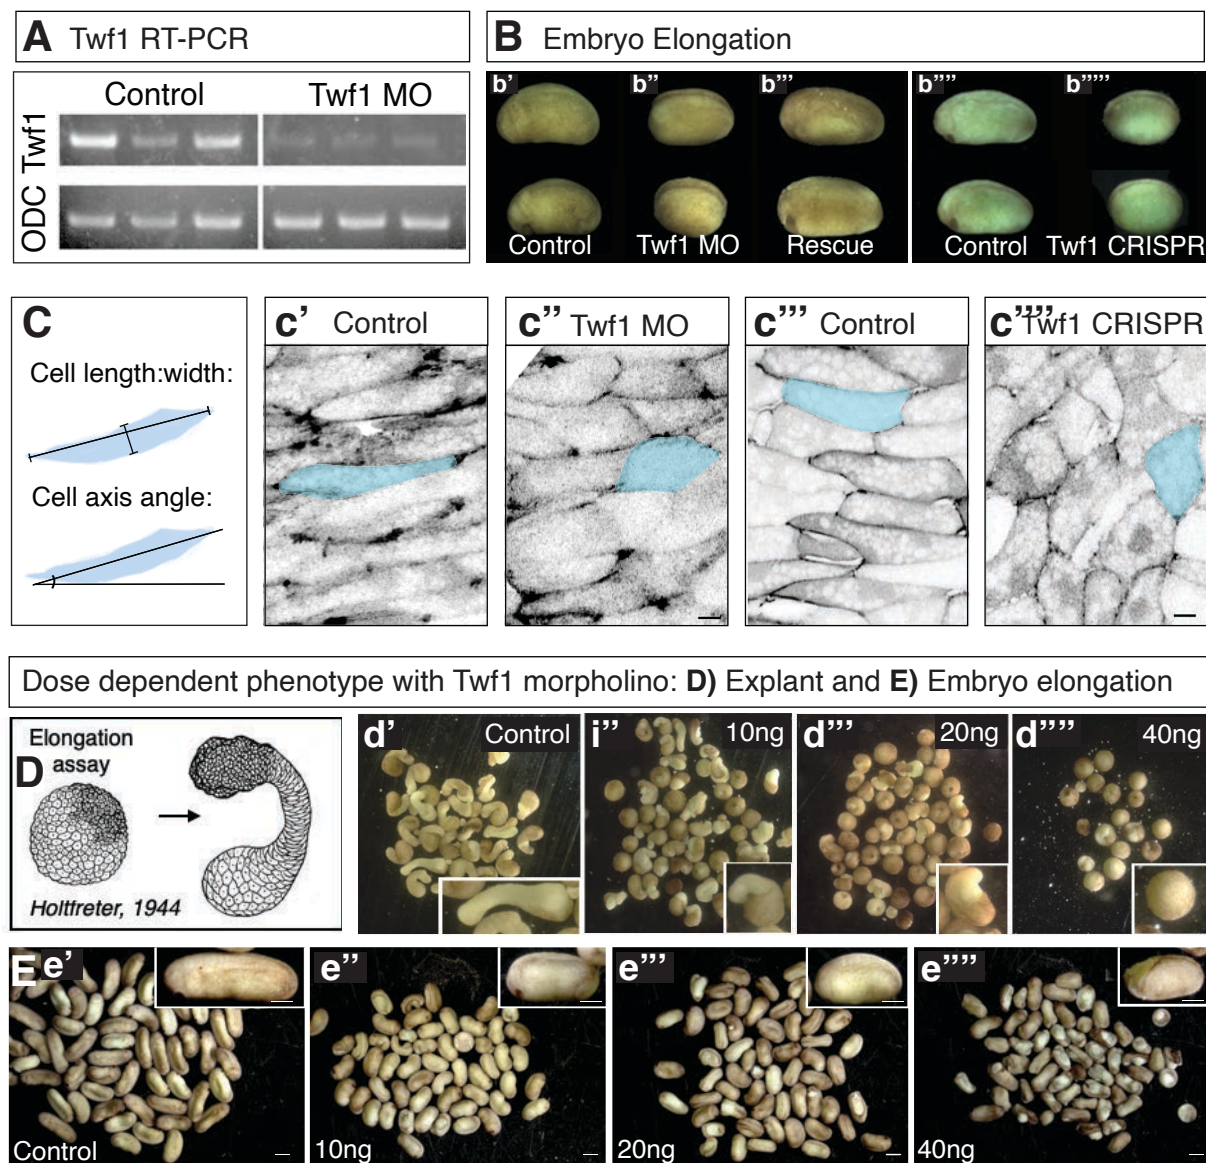 A Twf1 RT-PCR
Control Twf1 MO
Twf1
ODC
B Embryo Elongation
b' b'' b''' b'''' b'''''
Control Twf1 MO Rescue Control Twf1 CRISPR
C
Cell length:width:
Cell axis angle:
c' Control
c'' Twf1 MO
c''' Control
c'''' Twf1 CRISPR
Dose dependent phenotype with Twf1 morpholino: D) Explant and E) Embryo elongation
D
Elongation
assay
Holtfreter, 1944
d' Control
i'' 10ng
d''' 20ng
d'''' 40ng
E e' Control
e'' 10ng
e''' 20ng
e'''' 40ng